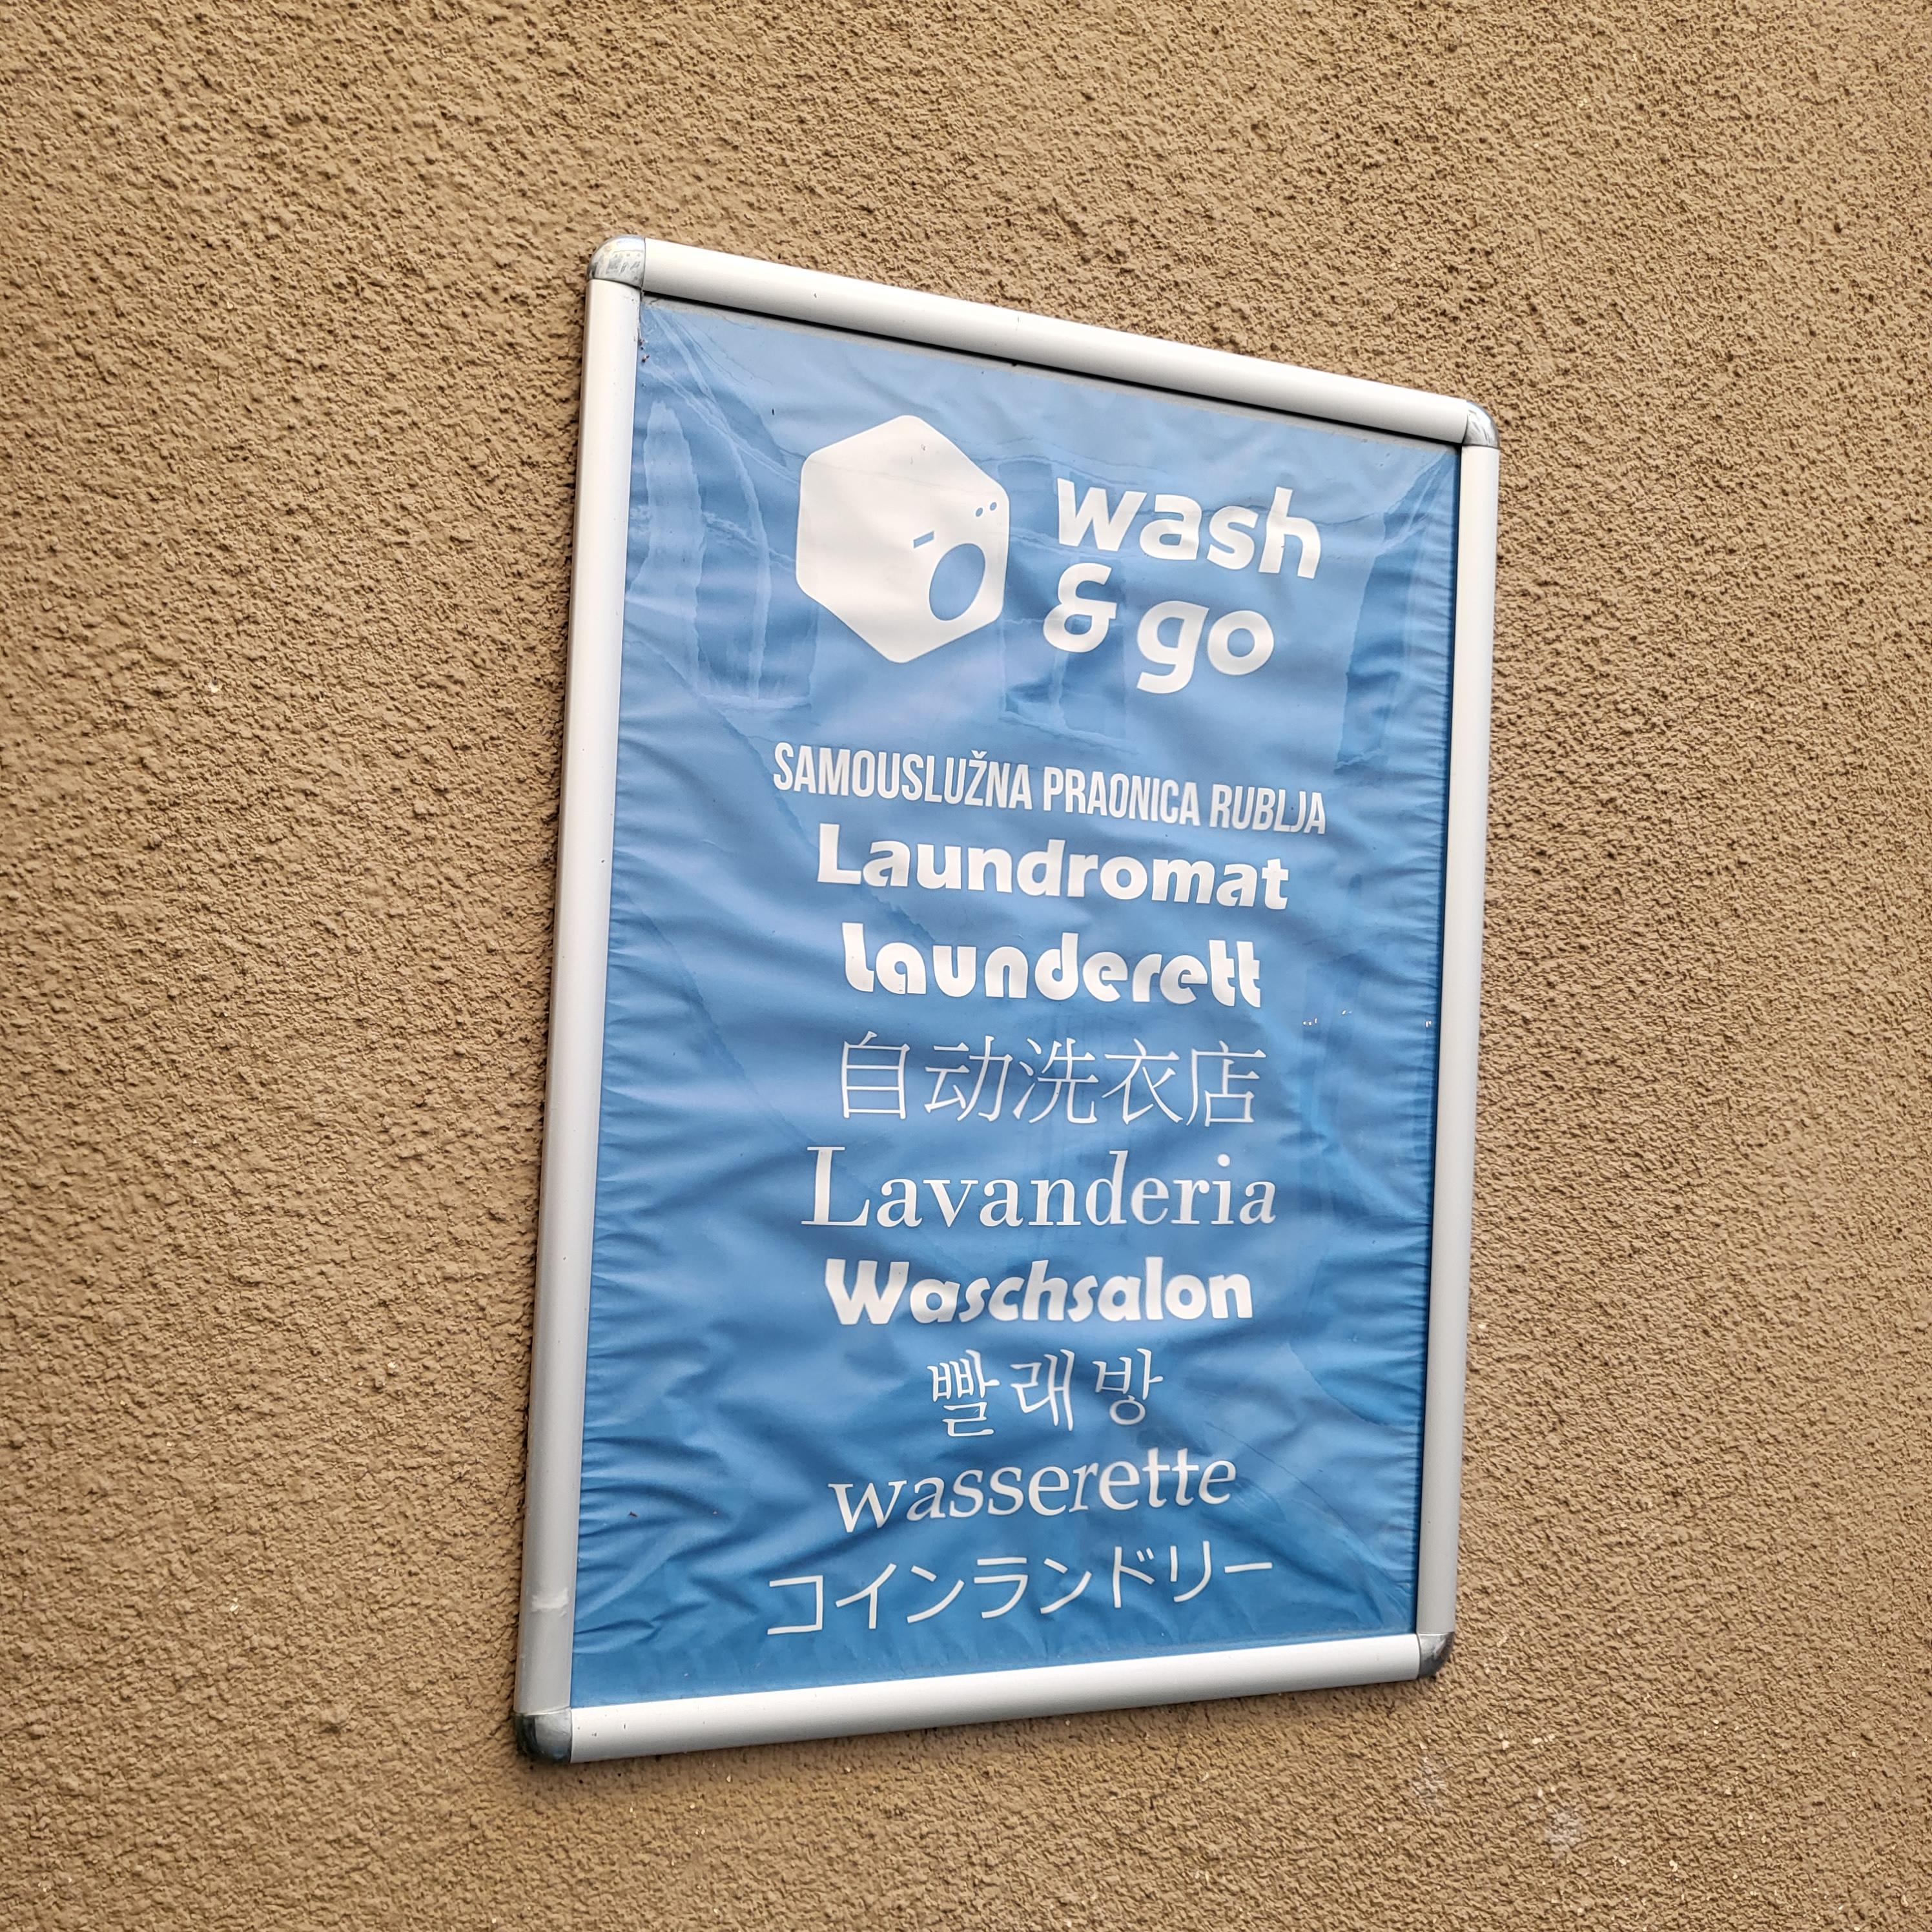 wash
& go
SAMOUSLUŽNA PRAONICA RUBLJA
Laundromat
Launderett
自动洗衣店
Lavanderia
Waschsalon
빨래방
wasserette
コインランドリー